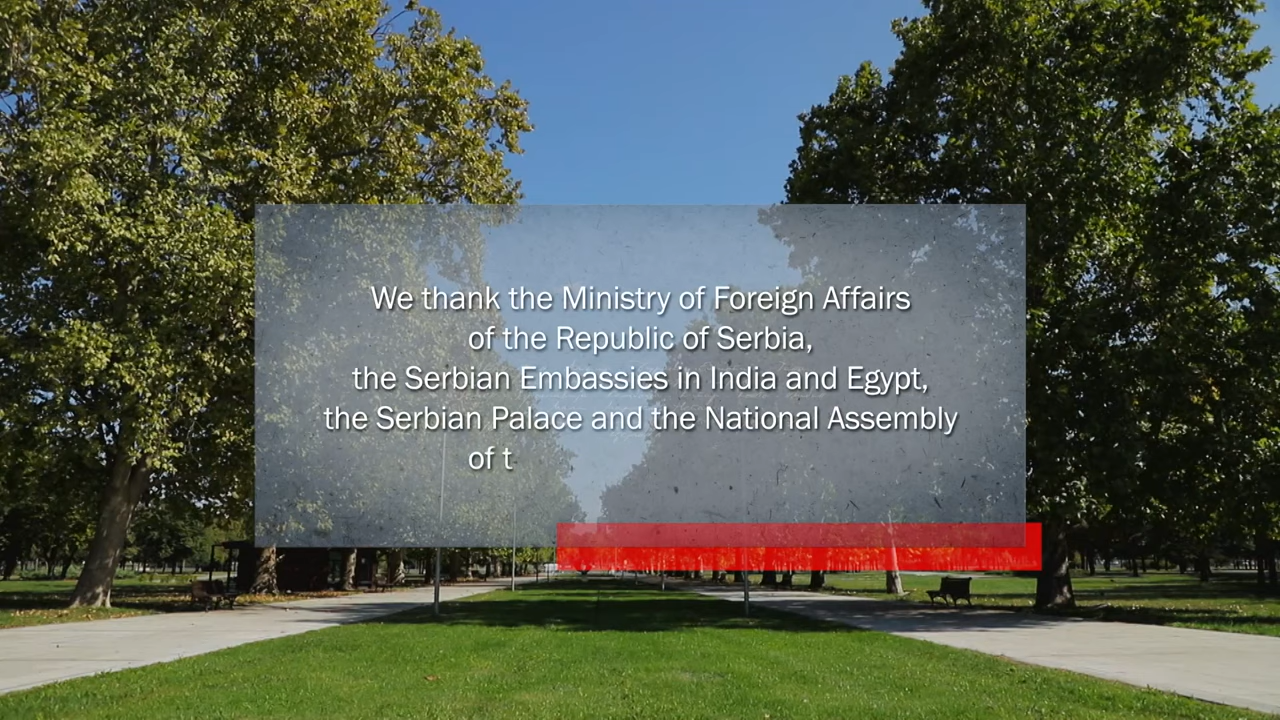 We thank the Ministry of Foreign Affairs
of the Republic of Serbia,
the Serbian Embassies in India and Egypt,
the Serbian Palace and the National Assembly
of t